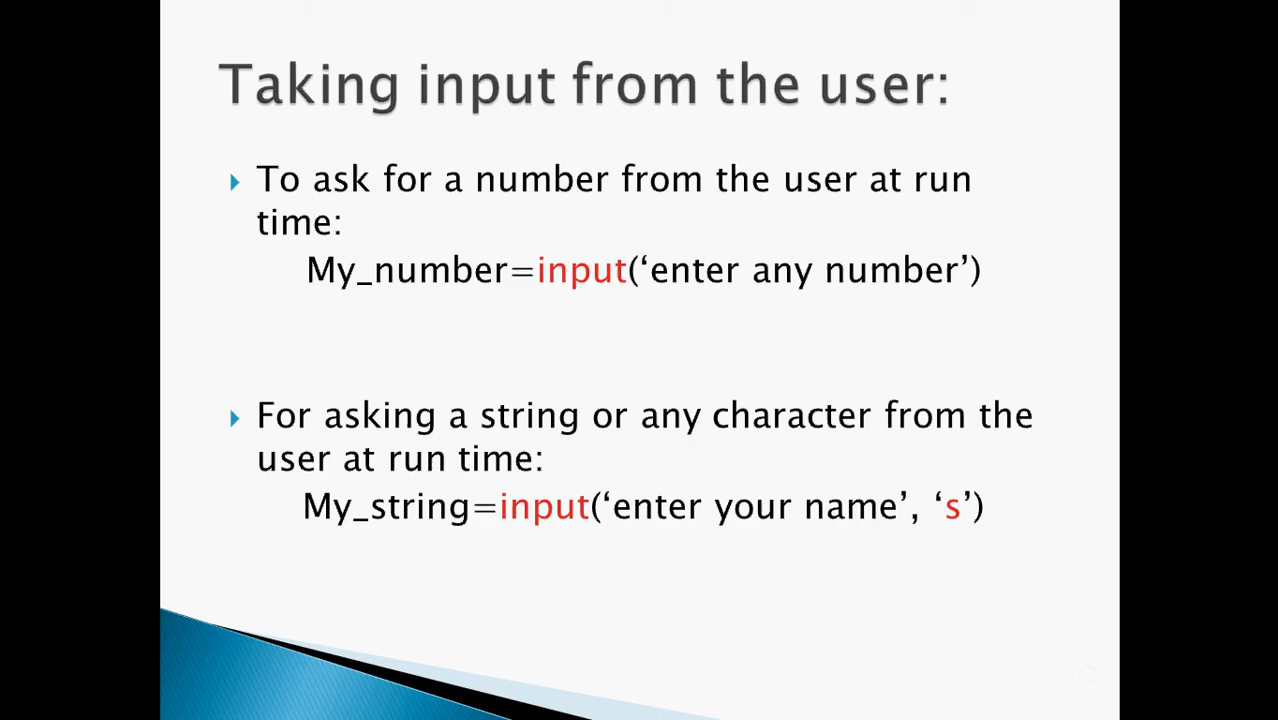 Taking input from the user:
To ask for a number from the user at run
time:
My_number=input(‘enter any number’)
For asking a string or any character from the
user at run time:
My_string=input(‘enter your name’, ‘s’)